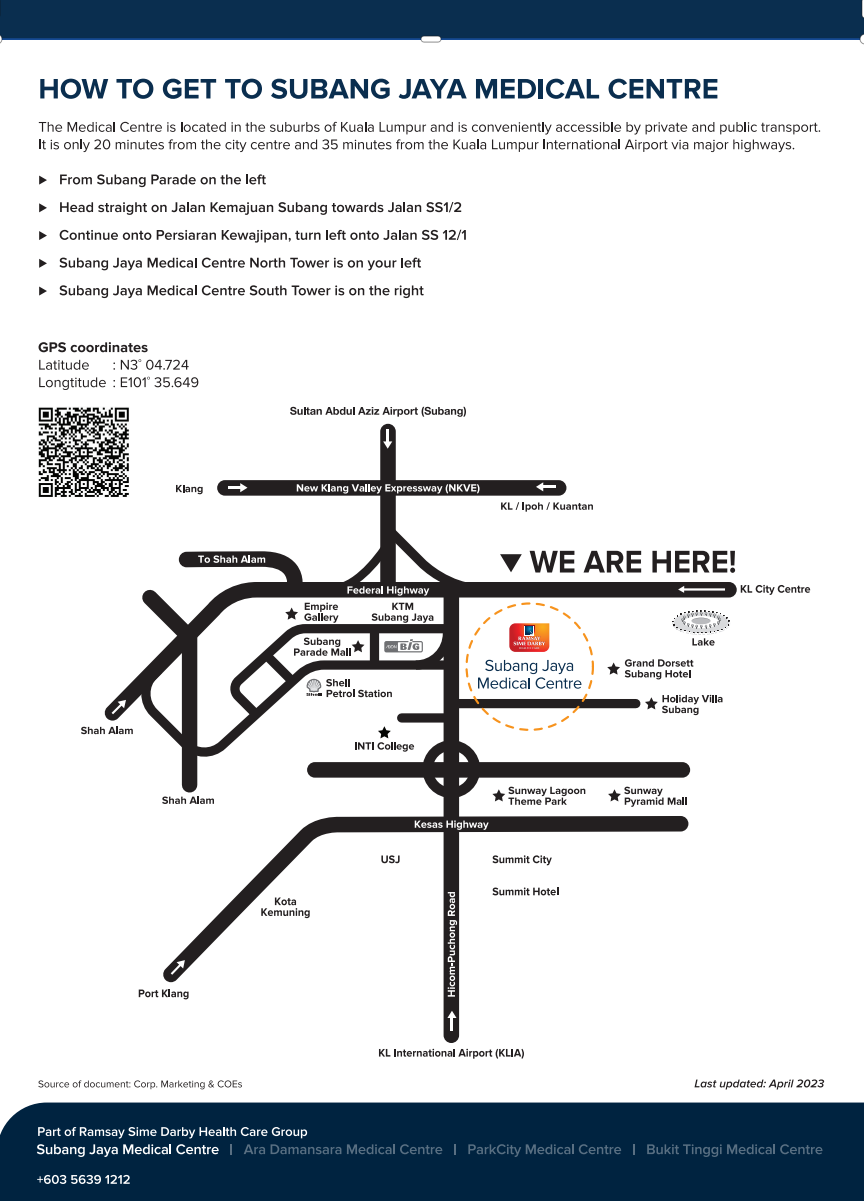 HOW TO GET TO SUBANG JAYA MEDICAL CENTRE
The Medical Centre is located in the suburbs of Kuala Lumpur and is conveniently accessible by private and public transport.
It is only 20 minutes from the city centre and 35 minutes from the Kuala Lumpur International Airport via major highways.
From Subang Parade on the left
Head straight on Jalan Kemajuan Subang towards Jalan SS1/2
Continue onto Persiaran Kewajipan, turn left onto Jalan SS 12/1
Subang Jaya Medical Centre North Tower is on your left
Subang Jaya Medical Centre South Tower is on the right
GPS coordinates
Latitude : N3° 04.724
Longtitude : E101° 35.649
Sultan Abdul Aziz Airport (Subang)
Klang
New Klang Valley Expressway (NKVE)
KL / Ipoh / Kuantan
To Shah Alam
WE ARE HERE!
Federal Highway
KL City Centre
Empire
Gallery
KTM
Subang Jaya
Subang
Parade Mall
BIG
RAMSAY
SIME DARBY
Subang Jaya
Medical Centre
Lake
Grand Dorsett
Subang Hotel
Shell
Petrol Station
Holiday Villa
Subang
Shah Alam
INTI College
Shah Alam
Sunway Lagoon
Theme Park
Sunway
Pyramid Mall
Kesas Highway
USJ
Summit City
Summit Hotel
Kota
Kemuning
Hicom-Puchong Road
Port Klang
KL International Airport (KLIA)
Source of document: Corp. Marketing & COEs
Last updated: April 2023
Part of Ramsay Sime Darby Health Care Group
Subang Jaya Medical Centre | Ara Damansara Medical Centre | ParkCity Medical Centre | Bukit Tinggi Medical Centre
+603 5639 1212